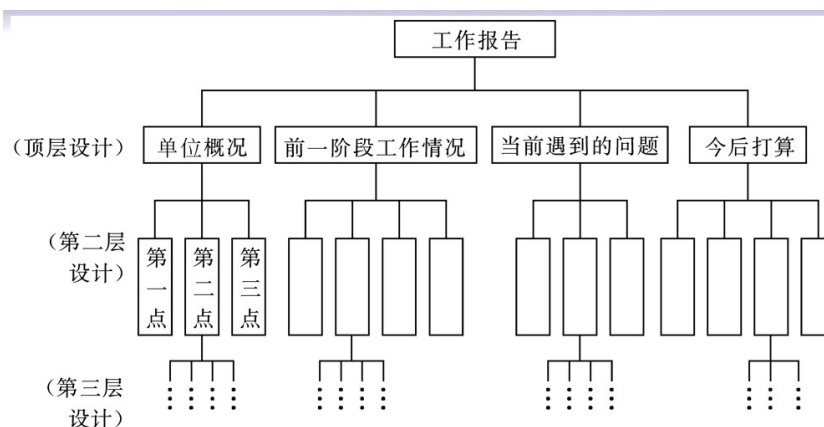 工作报告
（顶层设计） 单位概况 前一阶段工作情况 当前遇到的问题 今后打算
（第二层
设计）
第一点
第二点
第三点
（第三层
设计）